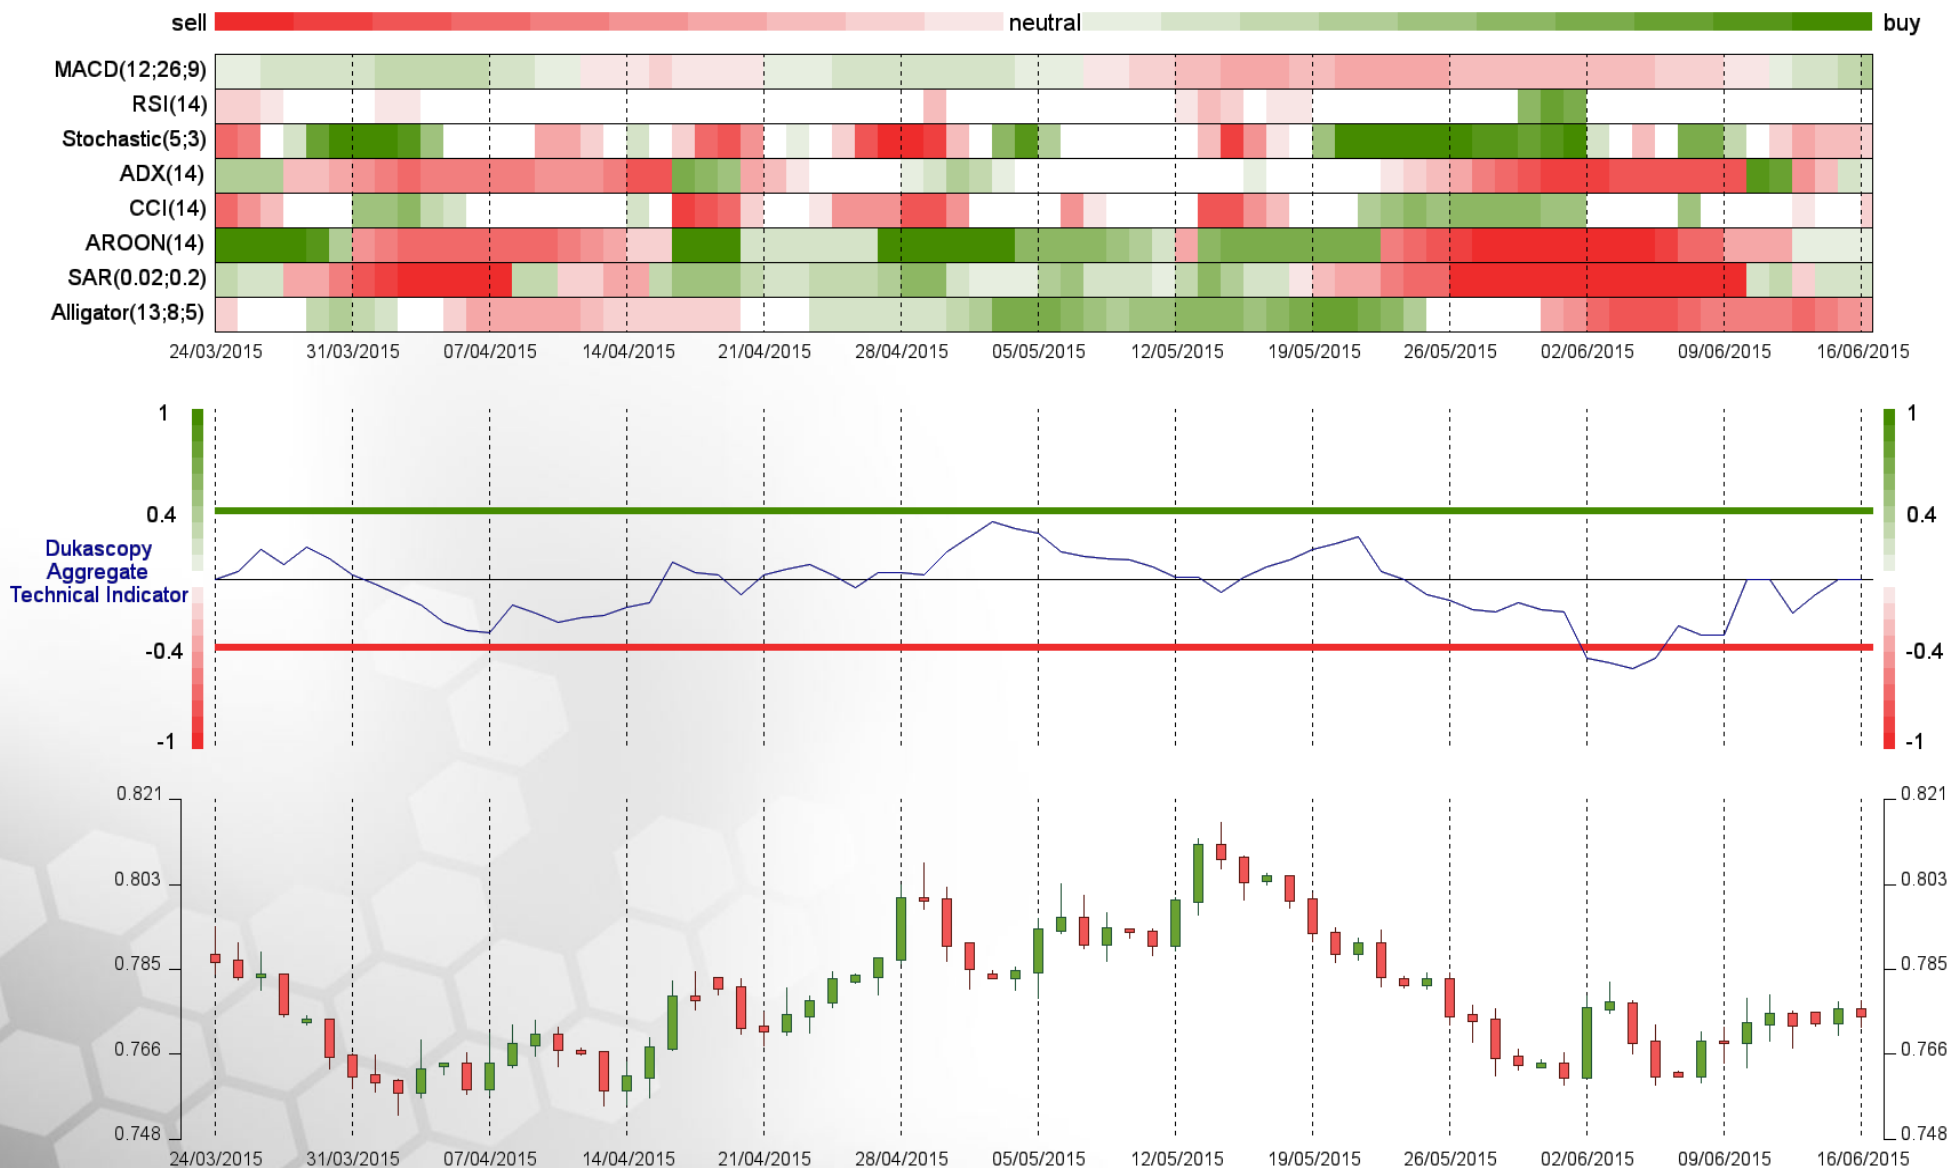 sell neutral buy
MACD(12;26;9)
RSI(14)
Stochastic(5;3)
ADX(14)
CCI(14)
AROON(14)
SAR(0.02;0.2)
Alligator(13;8;5)
24/03/2015 31/03/2015 07/04/2015 14/04/2015 21/04/2015 28/04/2015 05/05/2015 12/05/2015 19/05/2015 26/05/2015 02/06/2015 09/06/2015 16/06/2015
1 1
0.4 0.4
Dukascopy
Aggregate
Technical Indicator
-0.4 -0.4
-1 -1
0.821 0.821
0.803 0.803
0.785 0.785
0.766 0.766
0.748 0.748
24/03/2015 31/03/2015 07/04/2015 14/04/2015 21/04/2015 28/04/2015 05/05/2015 12/05/2015 19/05/2015 26/05/2015 02/06/2015 09/06/2015 16/06/2015